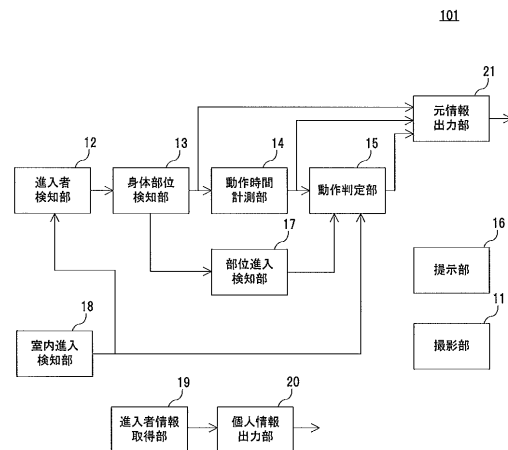 101
21
元情報
出力部
12
進入者
検知部
13
身体部位
検知部
14
動作時間
計測部
15
動作判定部
17
部位進入
検知部
16
提示部
18
室内進入
検知部
11
撮影部
19
進入者情報
取得部
20
個人情報
出力部